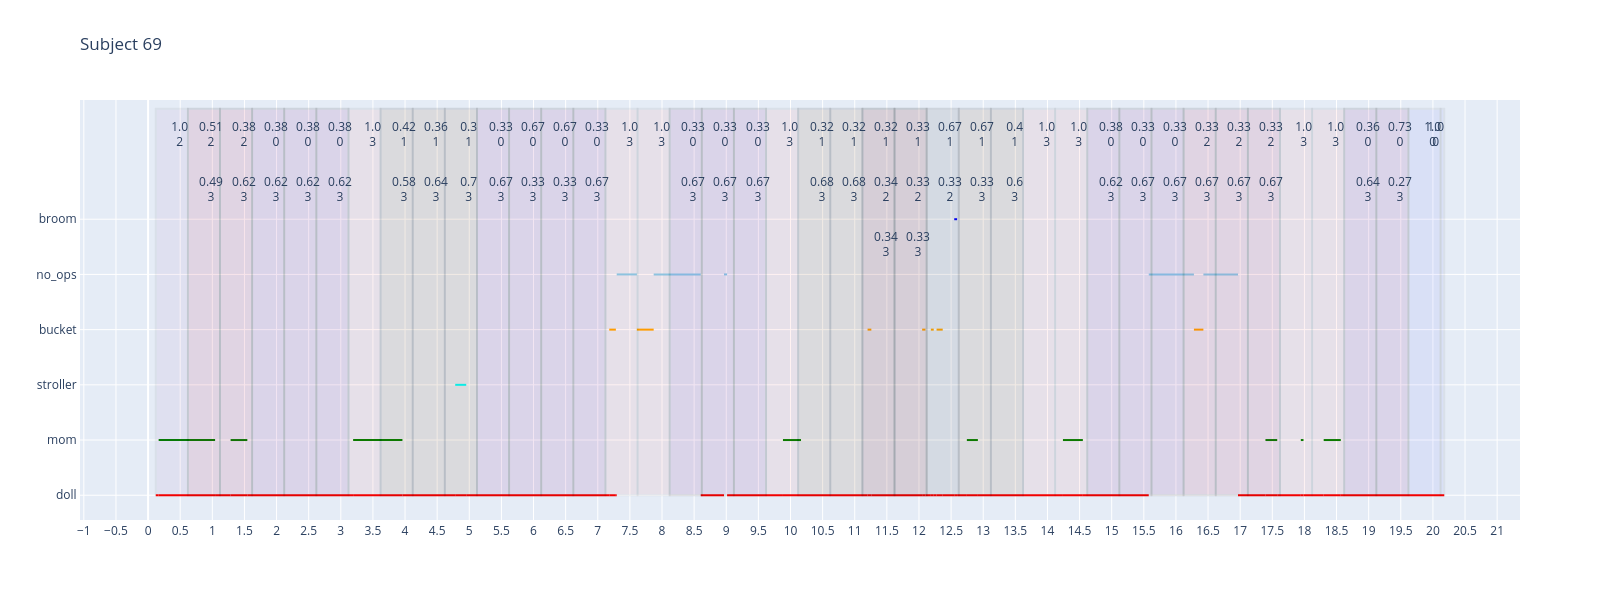 Subject 69
1.0 0.51 0.38 0.38 0.38 0.38 1.0 0.42 0.36 0.3 0.33 0.67 0.67 0.33 1.0 1.0 0.33 0.33 0.33 1.0 0.32 0.32 0.32 0.33 0.67 0.67 0.4 1.0 1.0 0.38 0.33 0.33 0.33 0.33 0.33 1.0 1.0 0.36 0.73 1.0 1.0
2 2 2 0 0 0 3 1 1 1 0 0 0 0 3 3 0 0 0 3 1 1 1 1 1 1 1 3 3 0 0 0 2 2 2 3 3 0 0 0 0
0.49 0.62 0.62 0.62 0.62 0.58 0.64 0.7 0.67 0.33 0.33 0.67 0.67 0.67 0.67 0.68 0.68 0.34 0.33 0.33 0.33 0.6 0.62 0.67 0.67 0.67 0.67 0.67 0.64 0.27
3 3 3 3 3 3 3 3 3 3 3 3 3 3 3 3 3 2 2 2 3 3 3 3 3 3 3 3 3 3
broom
0.34 0.33
3 3
no_ops
bucket
stroller
mom
doll
−1 −0.5 0 0.5 1 1.5 2 2.5 3 3.5 4 4.5 5 5.5 6 6.5 7 7.5 8 8.5 9 9.5 10 10.5 11 11.5 12 12.5 13 13.5 14 14.5 15 15.5 16 16.5 17 17.5 18 18.5 19 19.5 20 20.5 21